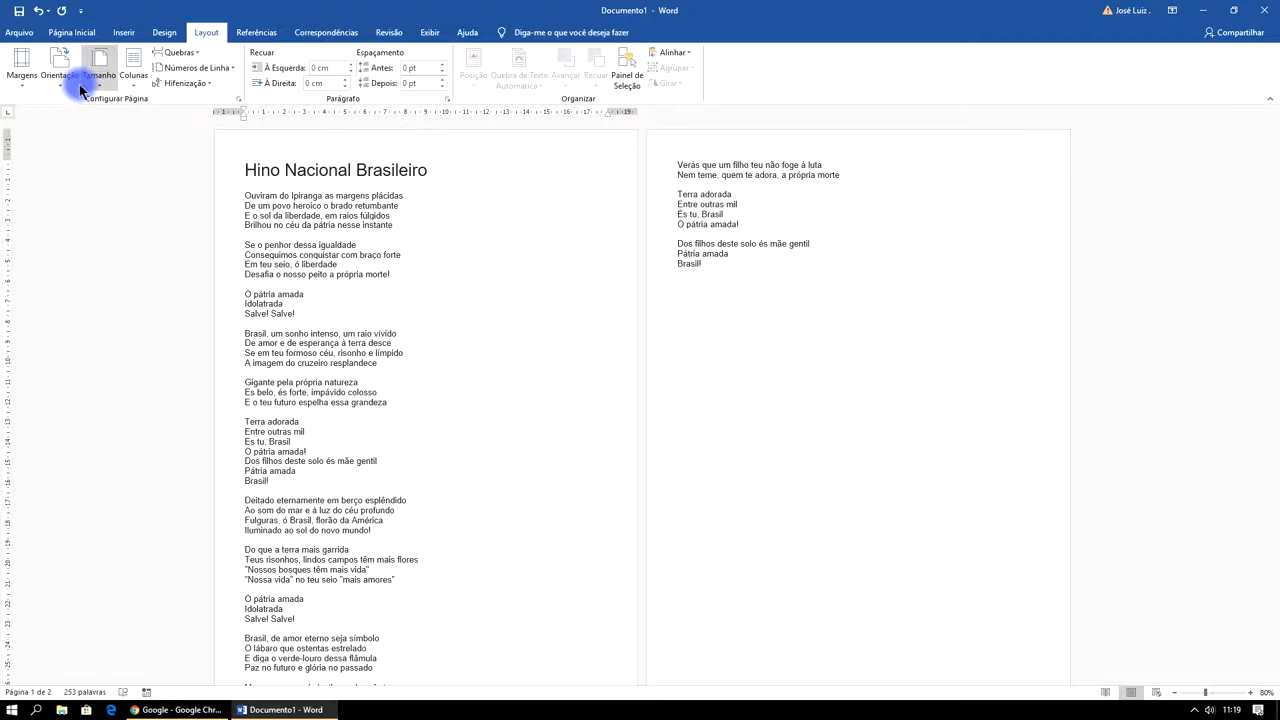 Documento1 - Word
José Luiz .
Arquivo Página Inicial Inserir Design Layout Referências Correspondências Revisão Exibir Ajuda Diga-me o que você deseja fazer Compartilhar
Margens Orientação Tamanho Colunas
Quebras
Números de Linha
Hifenização
Configurar Página
Recuar Espaçamento
À Esquerda: 0 cm Antes: 0 pt
À Direita: 0 cm Depois: 0 pt
Parágrafo
Posição Quebra de Texto Automática Avançar Recuar Painel de Seleção
Alinhar
Agrupar
Girar
Organizar
Hino Nacional Brasileiro
Ouviram do Ipiranga as margens plácidas
De um povo heroico o brado retumbante
E o sol da liberdade, em raios fúlgidos
Brilhou no céu da pátria nesse instante
Se o penhor dessa igualdade
Conseguimos conquistar com braço forte
Em teu seio, ó liberdade
Desafia o nosso peito a própria morte!
Ó pátria amada
Idolatrada
Salve! Salve!
Brasil, um sonho intenso, um raio vívido
De amor e de esperança à terra desce
Se em teu formoso céu, risonho e límpido
A imagem do cruzeiro resplandece
Gigante pela própria natureza
És belo, és forte, impávido colosso
E o teu futuro espelha essa grandeza
Terra adorada
Entre outras mil
És tu, Brasil
Ó pátria amada!
Dos filhos deste solo és mãe gentil
Pátria amada
Brasil!
Deitado eternamente em berço esplêndido
Ao som do mar e à luz do céu profundo
Fulguras, ó Brasil, florão da América
Iluminado ao sol do novo mundo!
Do que a terra mais garrida
Teus risonhos, lindos campos têm mais flores
"Nossos bosques têm mais vida"
"Nossa vida" no teu seio "mais amores"
Ó pátria amada
Idolatrada
Salve! Salve!
Brasil, de amor eterno seja símbolo
O lábaro que ostentas estrelado
E diga o verde-louro dessa flâmula
Paz no futuro e glória no passado
Verás que um filho teu não foge à luta
Nem teme, quem te adora, a própria morte
Terra adorada
Entre outras mil
És tu, Brasil
Ó pátria amada!
Dos filhos deste solo és mãe gentil
Pátria amada
Brasil!
Página 1 de 2 253 palavras 80%
Google - Google Chr... Documento1 - Word 11:19